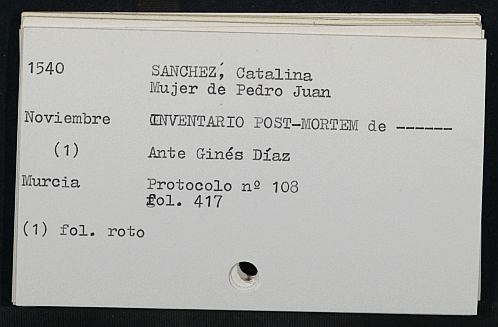 1540 SANCHEZ, Catalina
Mujer de Pedro Juan
Noviembre INVENTARIO POST-MORTEM de ------
(1) Ante Ginés Díaz
Murcia Protocolo nº 108
fol. 417
(1) fol. roto